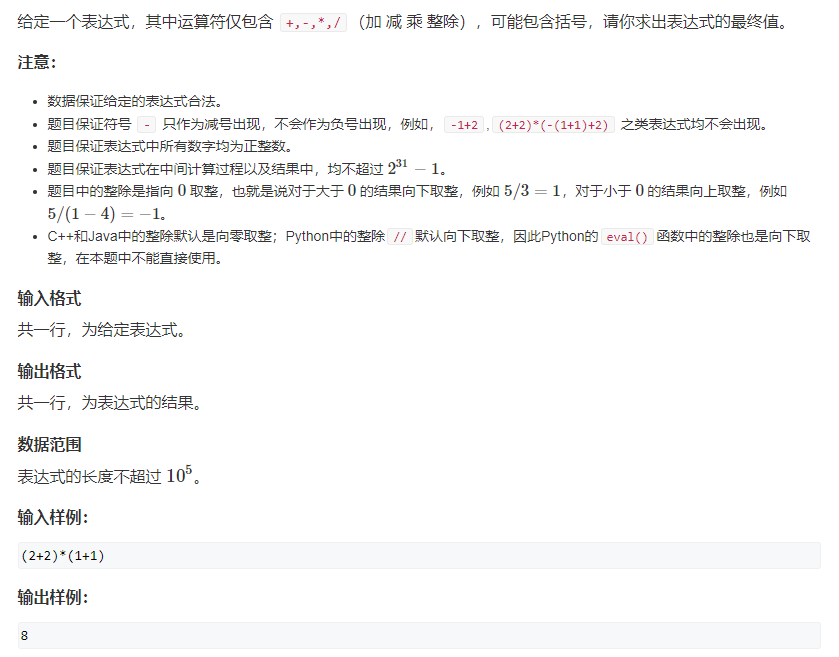 给定一个表达式，其中运算符仅包含 +,-,*,/ （加 减 乘 整除），可能包含括号，请你求出表达式的最终值。
注意：
• 数据保证给定的表达式合法。
• 题目保证符号 - 只作为减号出现，不会作为负号出现，例如， -1+2 , (2+2)*(-(1+1)+2) 之类表达式均不会出现。
• 题目保证表达式中所有数字均为正整数。
• 题目保证表达式在中间计算过程以及结果中，均不超过 2^31 − 1。
• 题目中的整除是指向 0 取整，也就是说对于大于 0 的结果向下取整，例如 5/3 = 1，对于小于 0 的结果向上取整，例如
5/(1 − 4) = −1。
• C++和Java中的整除默认是向零取整；Python中的整除 // 默认向下取整，因此Python的 eval() 函数中的整除也是向下取
整，在本题中不能直接使用。
输入格式
共一行，为给定表达式。
输出格式
共一行，为表达式的结果。
数据范围
表达式的长度不超过 10^5。
输入样例：
(2+2)*(1+1)
输出样例：
8